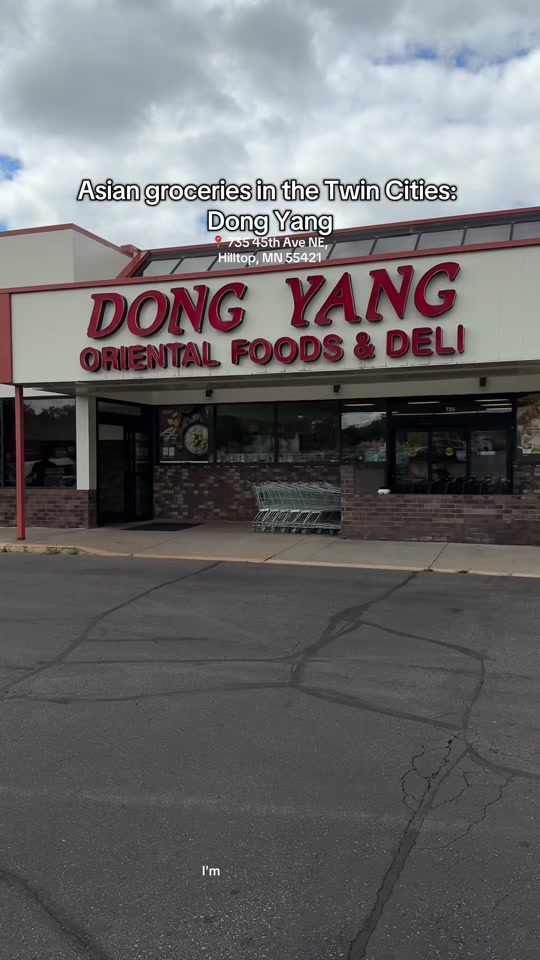 Asian groceries in the Twin Cities:
Dong Yang
📍 735 45th Ave NE,
Hilltop, MN 55421
DONG YANG
ORIENTAL FOODS & DELI
I'm